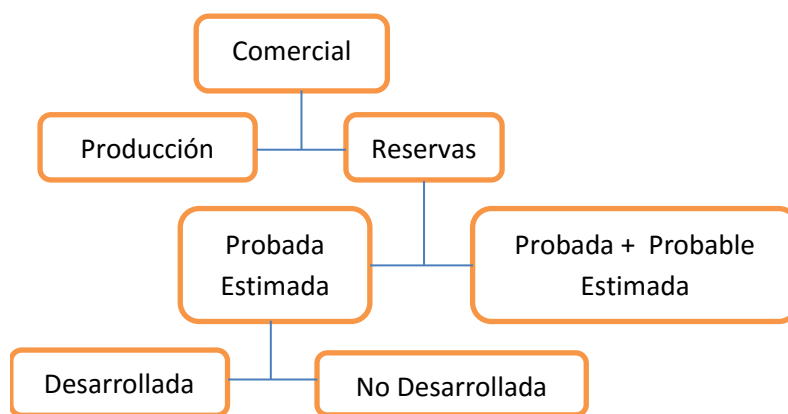 Comercial
Producción
Reservas
Probada
Estimada
Probada + Probable
Estimada
Desarrollada
No Desarrollada